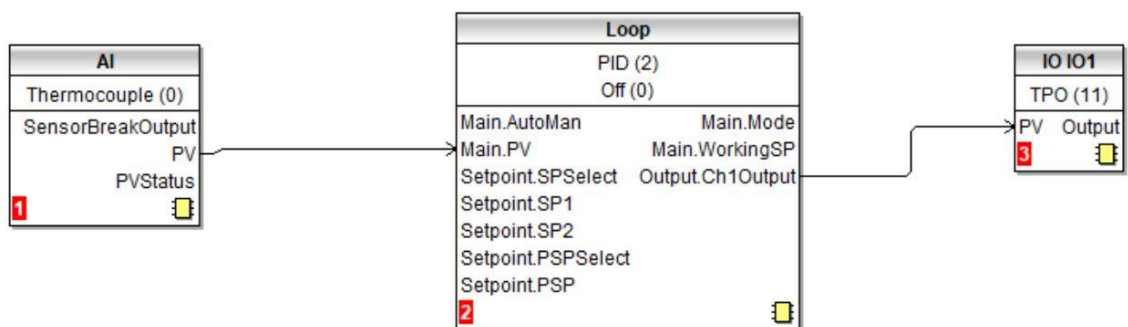 AI
Thermocouple (0)
SensorBreakOutput
PV
PVStatus
1
Loop
PID (2)
Off (0)
Main.AutoMan Main.Mode
Main.PV Main.WorkingSP
Setpoint.SPSelect Output.Ch1Output
Setpoint.SP1
Setpoint.SP2
Setpoint.PSPSelect
Setpoint.PSP
2
IO IO1
TPO (11)
PV Output
3